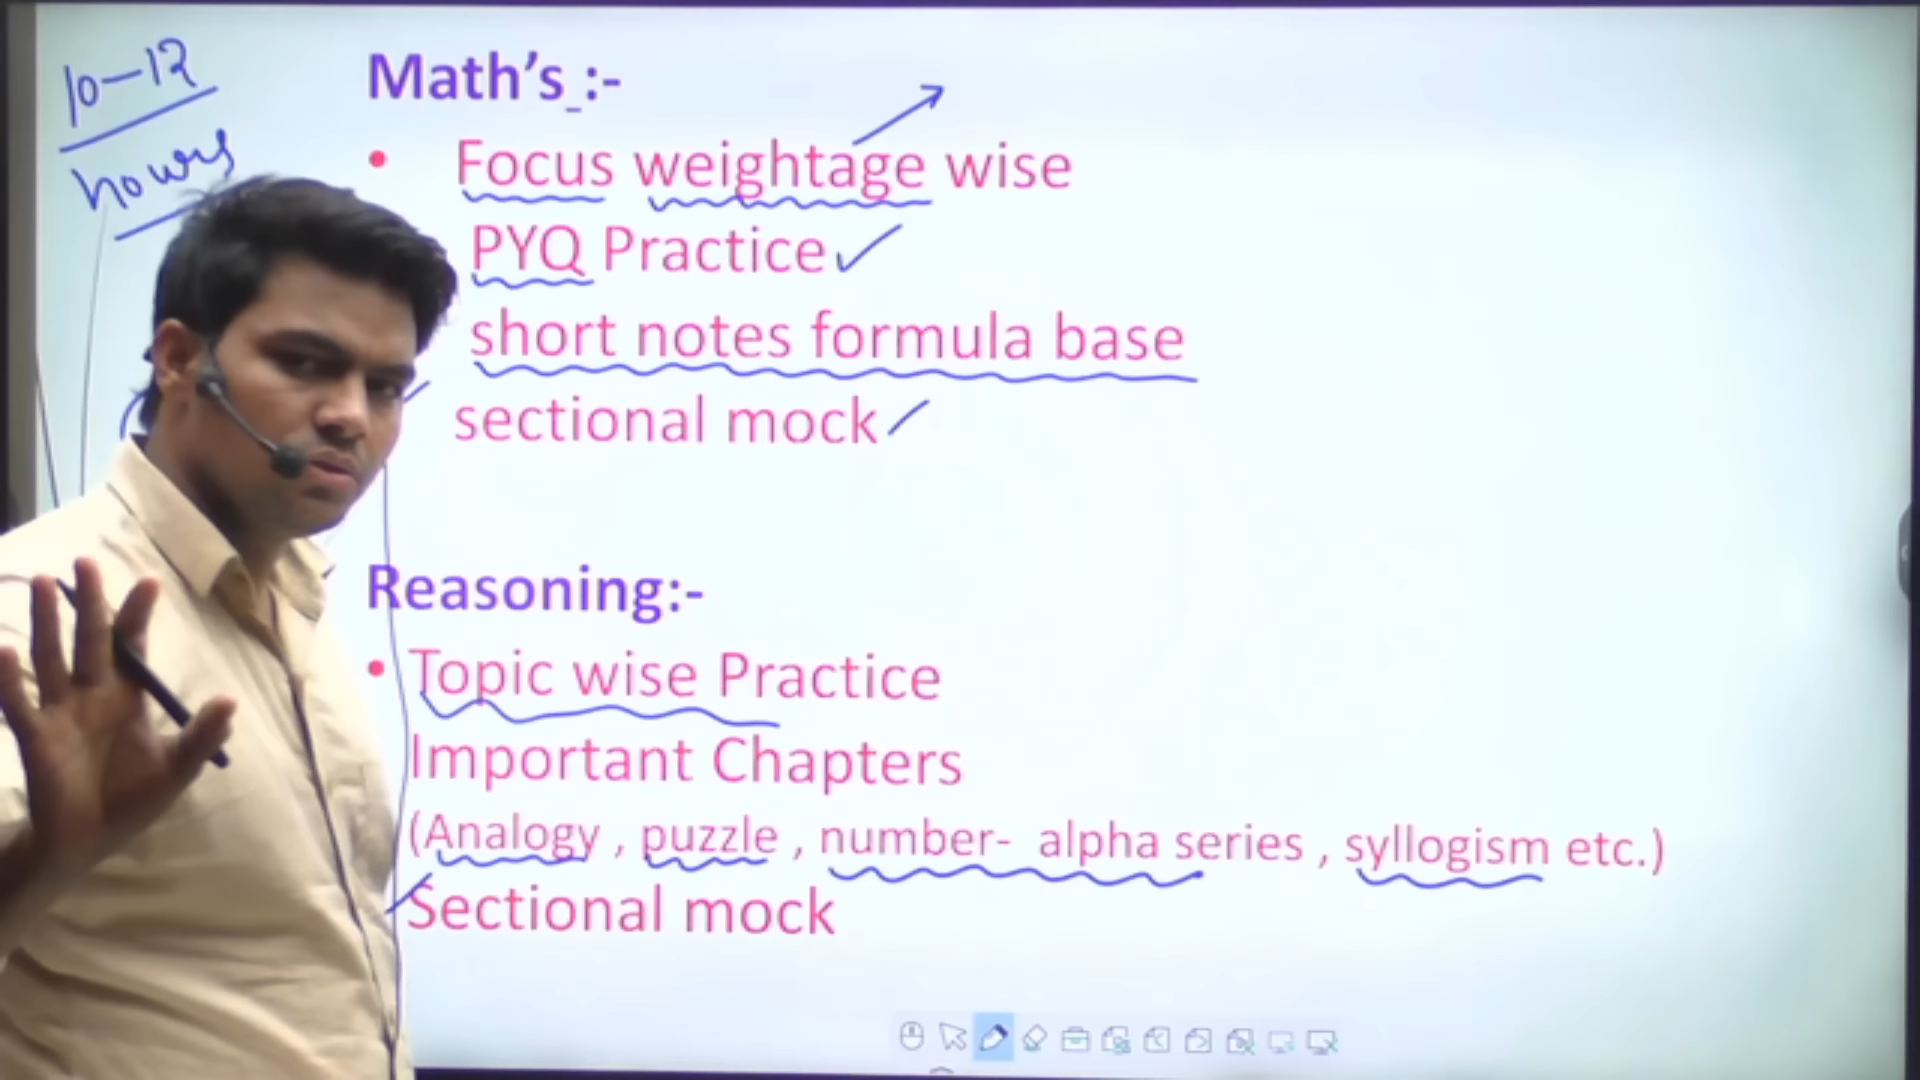 10-12
hours
Math's :-
• Focus weightage wise
PYQ Practice
short notes formula base
sectional mock
Reasoning:-
• Topic wise Practice
Important Chapters
(Analogy , puzzle , number- alpha series , syllogism etc.)
Sectional mock